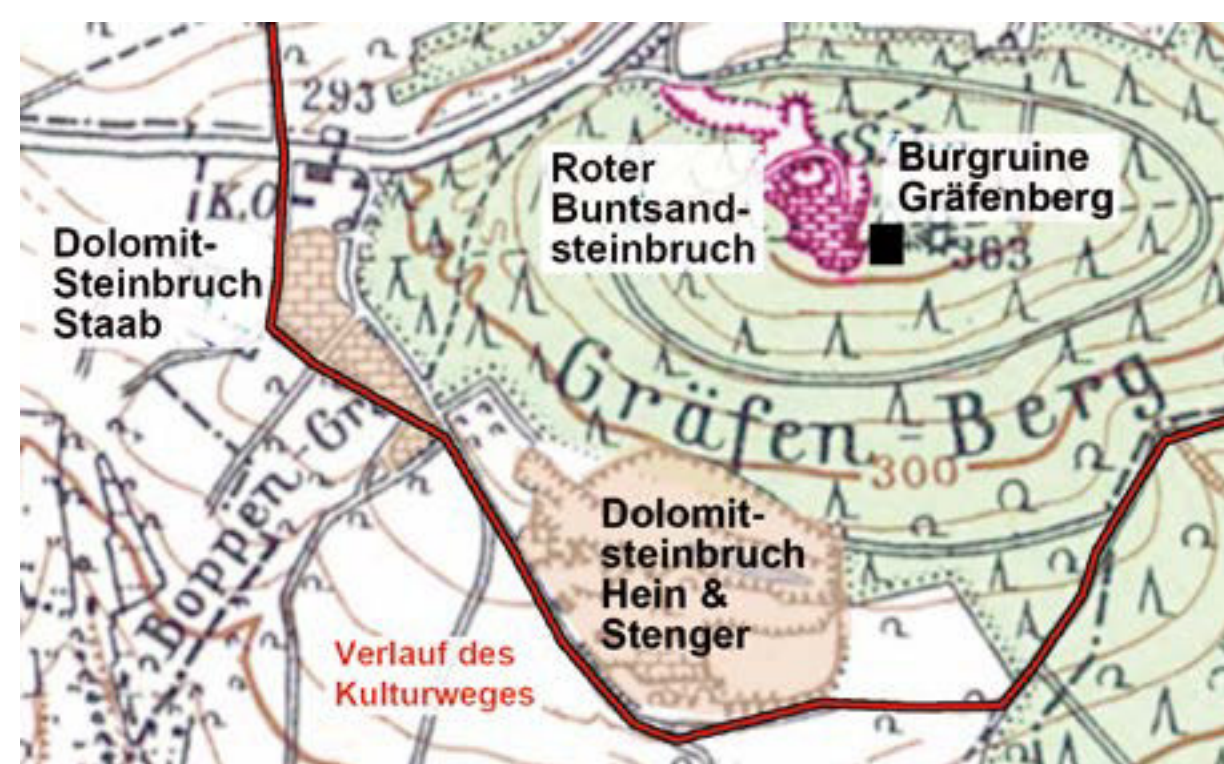 293
K.O
Roter
Buntsand-
steinbruch
Burgruine
Gräfenberg
Dolomit-
Steinbruch
Staab
Gräfen-Berg
300
Boppen-Gr
Dolomit-
steinbruch
Hein &
Stenger
Verlauf des
Kulturweges